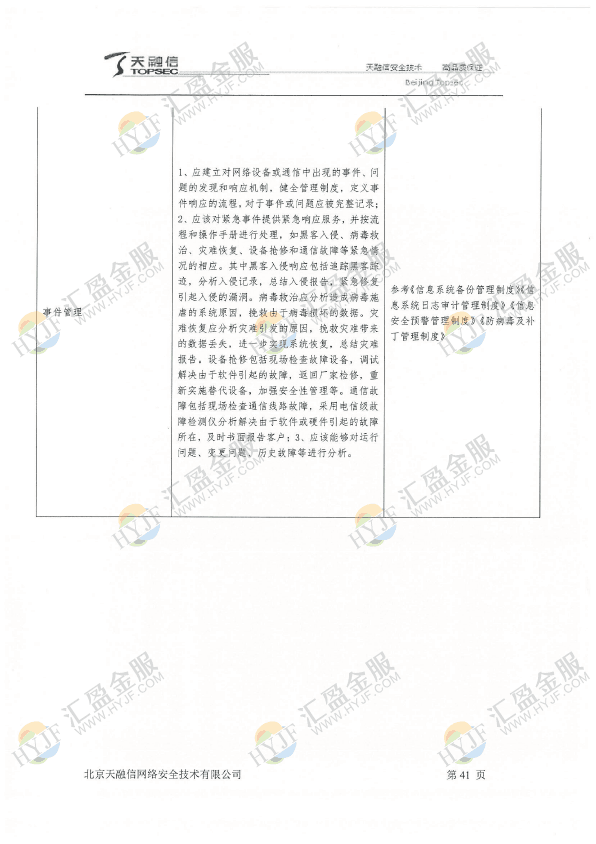 天融信
TOPSEC
天融信安全技术 高品质保证
Beijing Topsec
事件管理
1、应建立对网络设备或通信中出现的事件、问
题的发现和响应机制，健全管理制度，定义事
件响应的流程，对于事件或问题应被完整记录；
2、应该对紧急事件提供紧急响应服务，并按流
程和操作手册进行处理，如黑客入侵、病毒救
治、灾难恢复、设备抢修和通信故障等紧急情
况的相应。其中黑客入侵响应包括追踪黑客踪
迹，分析入侵记录，总结入侵报告，紧急修复
引起入侵的漏洞。病毒救治应分析造成病毒施
虐的系统原因，挽救由于病毒损坏的数据。灾
难恢复应分析灾难引发的原因，挽救灾难带来
的数据丢失，进一步实现系统恢复，总结灾难
报告。设备抢修包括现场检查故障设备，调试
解决由于软件引起的故障，返回厂家检修，重
新实施替代设备，加强安全性管理等。通信故
障包括现场检查通信线路故障，采用电信级故
障检测仪分析解决由于软件或硬件引起的故障
所在，及时书面报告客户；3、应该能够对运行
问题、变更问题、历史故障等进行分析。
参考《信息系统备份管理制度》《信
息系统日志审计管理制度》《信息
安全预警管理制度》《防病毒及补
丁管理制度》
北京天融信网络安全技术有限公司 第 41 页
HYJF 汇盈金服
WWW.HYJF.COM